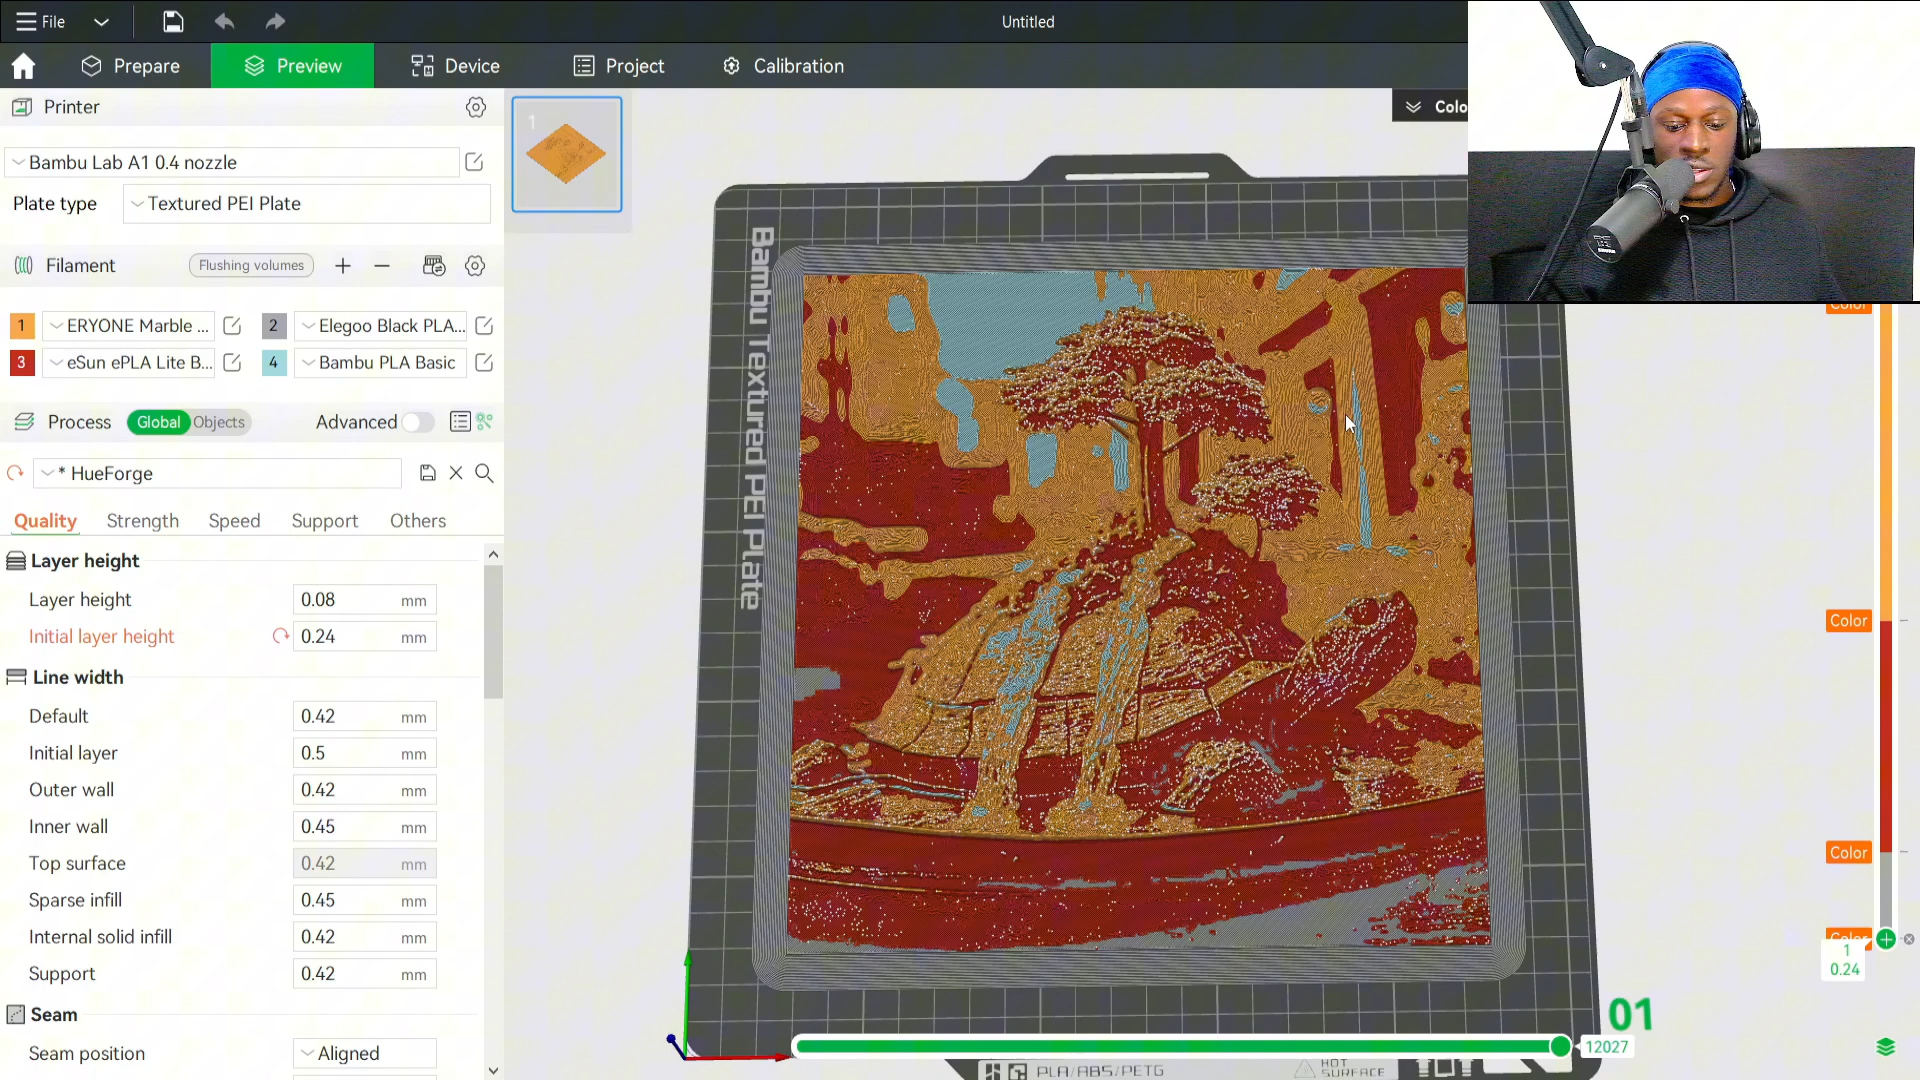 File
Untitled
Prepare
Preview
Device
Project
Calibration
Printer
Bambu Lab A1 0.4 nozzle
Plate type
Textured PEI Plate
Filament
Flushing volumes
1
ERYONE Marble ...
2
Elegoo Black PLA...
3
eSun ePLA Lite B...
4
Bambu PLA Basic
Process
Global
Objects
Advanced
* HueForge
Quality
Strength
Speed
Support
Others
Layer height
Layer height
0.08
mm
Initial layer height
0.24
mm
Line width
Default
0.42
mm
Initial layer
0.5
mm
Outer wall
0.42
mm
Inner wall
0.45
mm
Top surface
0.42
mm
Sparse infill
0.45
mm
Internal solid infill
0.42
mm
Support
0.42
mm
Seam
Seam position
Aligned
1
Bambu Textured PEI Plate
Colo
Color
Color
Color
Color
1
0.24
01
12027
PLA/ABS/PETG
HOT
SURFACE